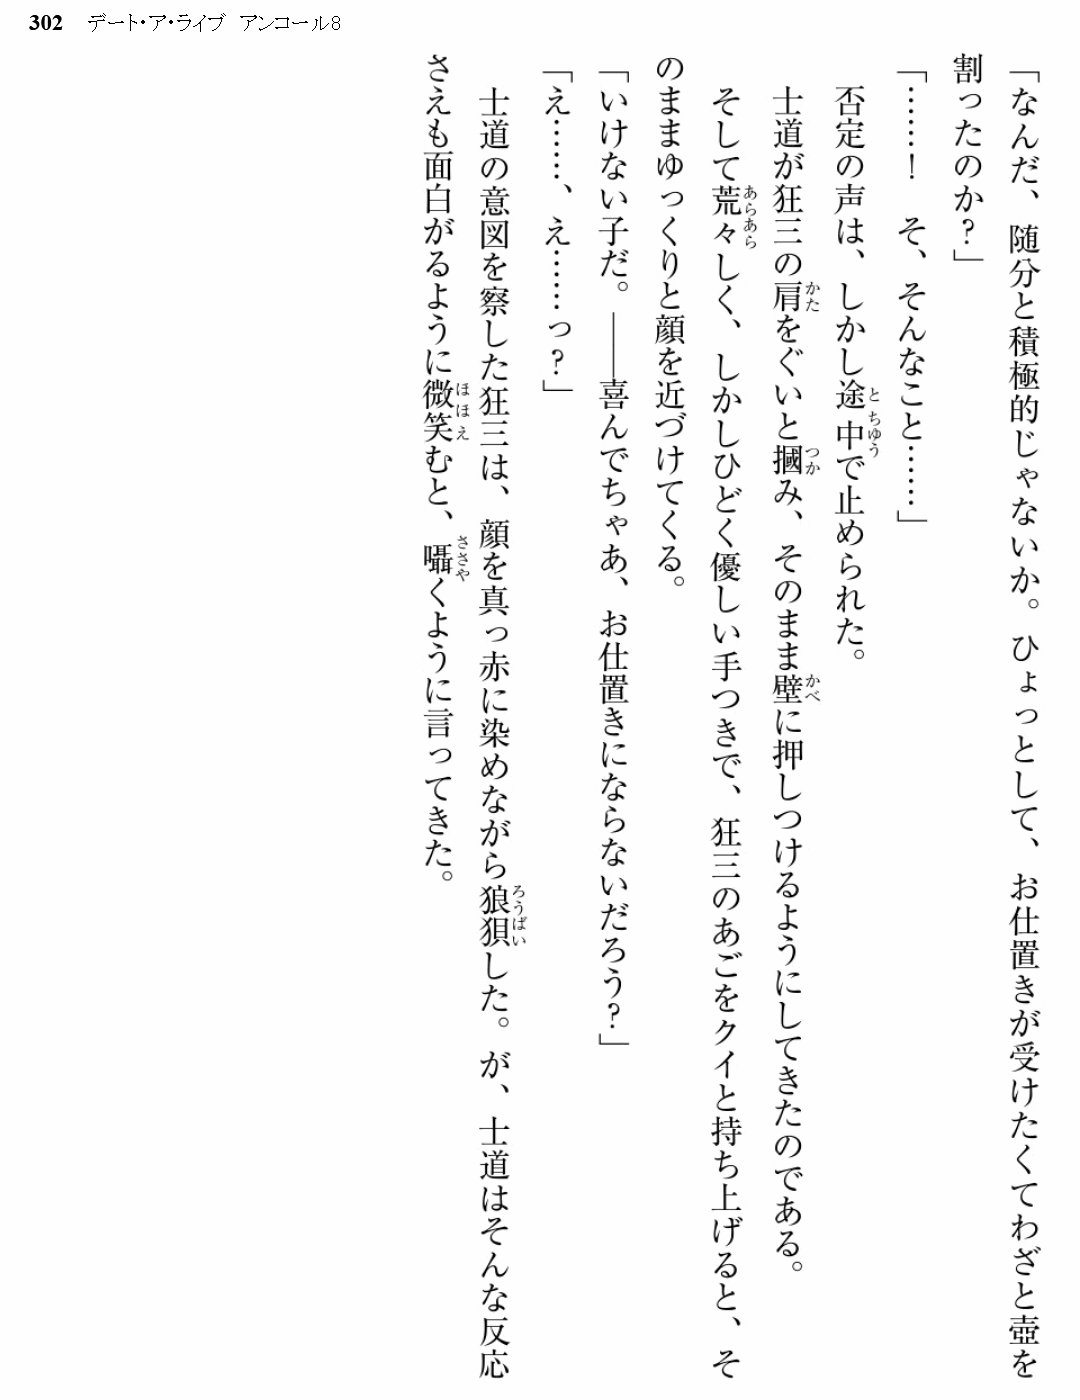 302 デート・ア・ライブ アンコール8
「なんだ、随分と積極的じゃないか。ひょっとして、お仕置きが受けたくてわざと壺を
割ったのか?」
「……! そ、そんなこと……」
否定の声は、しかし途中で止められた。
士道が狂三の肩をぐいと摑み、そのまま壁に押しつけるようにしてきたのである。
そして荒々しく、しかしひどく優しい手つきで、狂三のあごをクイと持ち上げると、そ
のままゆっくりと顔を近づけてくる。
「いけない子だ。――喜んでちゃあ、お仕置きにならないだろう?」
「え……、え……っ?」
士道の意図を察した狂三は、顔を真っ赤に染めながら狼狽した。が、士道はそんな反応
さえも面白がるように微笑むと、囁くように言ってきた。